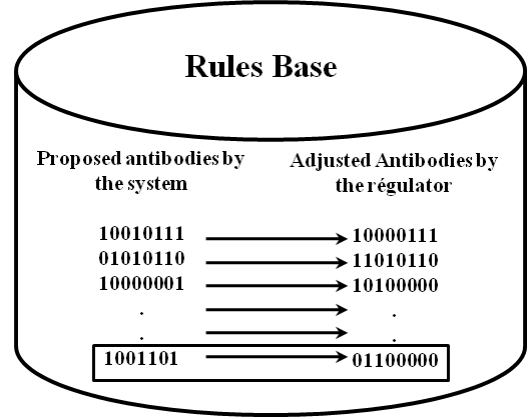 Rules Base
Proposed antibodies by
the system
Adjusted Antibodies by
the régulator
10010111 10000111
01010110 11010110
10000001 10100000
. .
. .
1001101 01100000